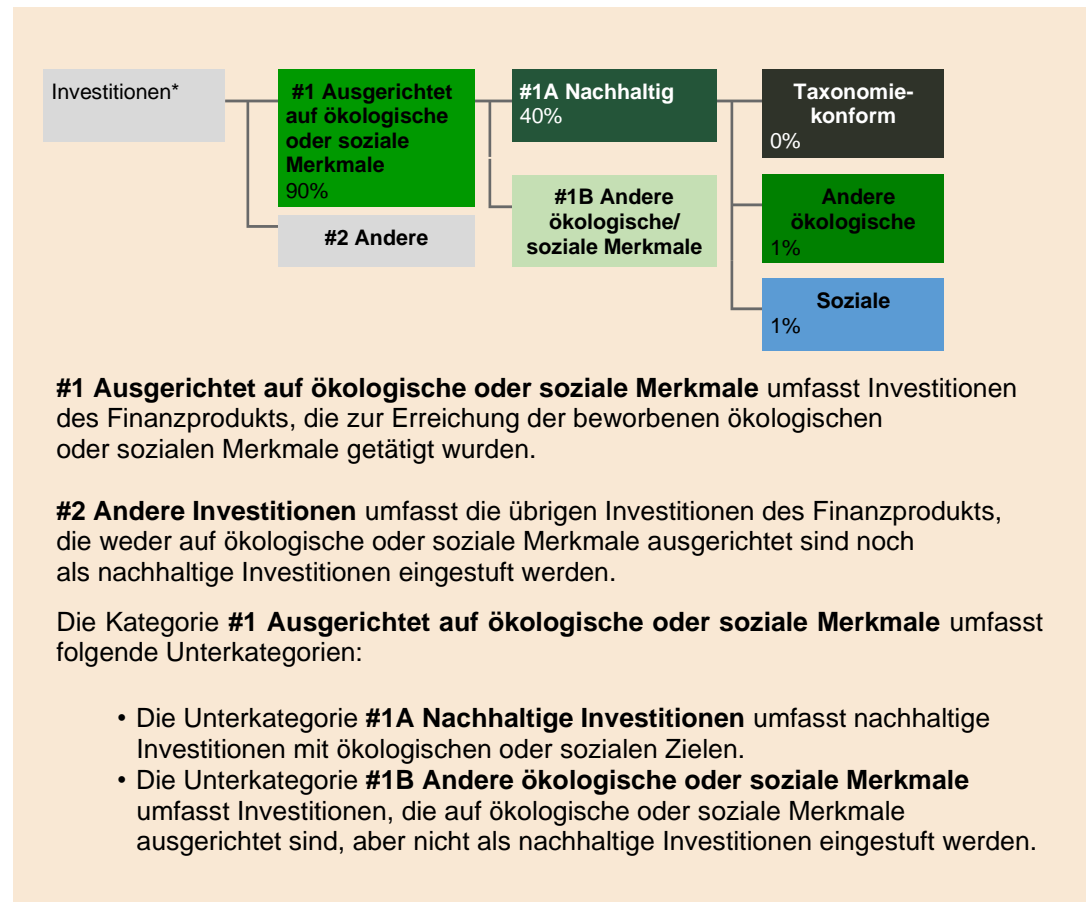 Investitionen*
#1 Ausgerichtet
auf ökologische
oder soziale
Merkmale
90%
#2 Andere
#1A Nachhaltig
40%
#1B Andere
ökologische/
soziale Merkmale
Taxonomie-
konform
0%
Andere
ökologische
1%
Soziale
1%
#1 Ausgerichtet auf ökologische oder soziale Merkmale umfasst Investitionen
des Finanzprodukts, die zur Erreichung der beworbenen ökologischen
oder sozialen Merkmale getätigt wurden.
#2 Andere Investitionen umfasst die übrigen Investitionen des Finanzprodukts,
die weder auf ökologische oder soziale Merkmale ausgerichtet sind noch
als nachhaltige Investitionen eingestuft werden.
Die Kategorie #1 Ausgerichtet auf ökologische oder soziale Merkmale umfasst
folgende Unterkategorien:
• Die Unterkategorie #1A Nachhaltige Investitionen umfasst nachhaltige
Investitionen mit ökologischen oder sozialen Zielen.
• Die Unterkategorie #1B Andere ökologische oder soziale Merkmale
umfasst Investitionen, die auf ökologische oder soziale Merkmale
ausgerichtet sind, aber nicht als nachhaltige Investitionen eingestuft werden.